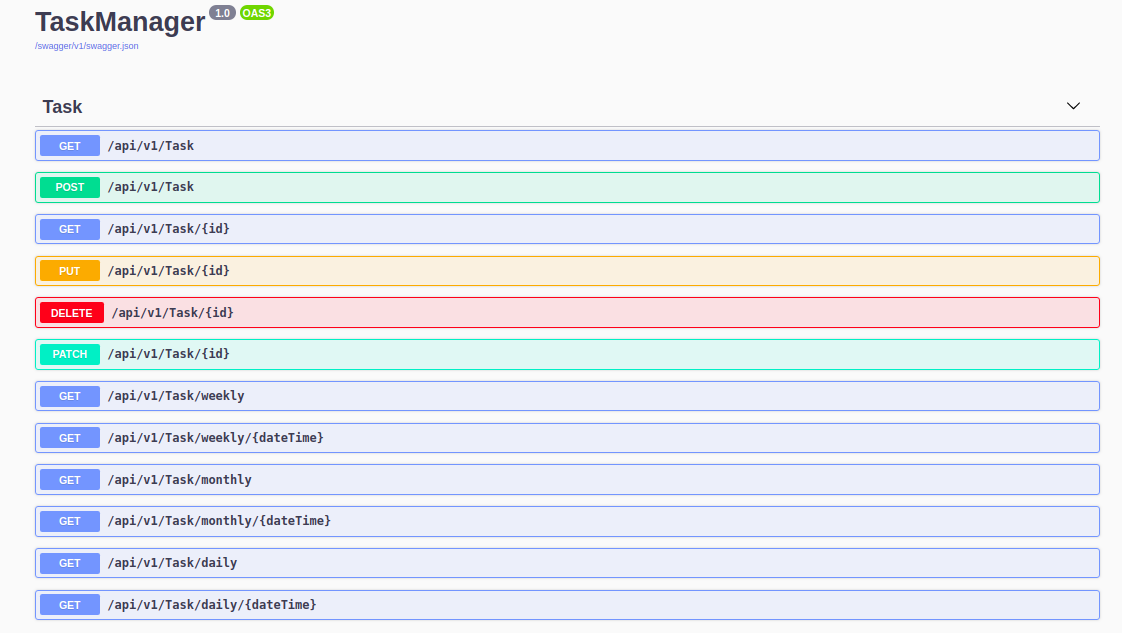 TaskManager 1.0 OAS3
/swagger/v1/swagger.json
Task
GET /api/v1/Task
POST /api/v1/Task
GET /api/v1/Task/{id}
PUT /api/v1/Task/{id}
DELETE /api/v1/Task/{id}
PATCH /api/v1/Task/{id}
GET /api/v1/Task/weekly
GET /api/v1/Task/weekly/{dateTime}
GET /api/v1/Task/monthly
GET /api/v1/Task/monthly/{dateTime}
GET /api/v1/Task/daily
GET /api/v1/Task/daily/{dateTime}